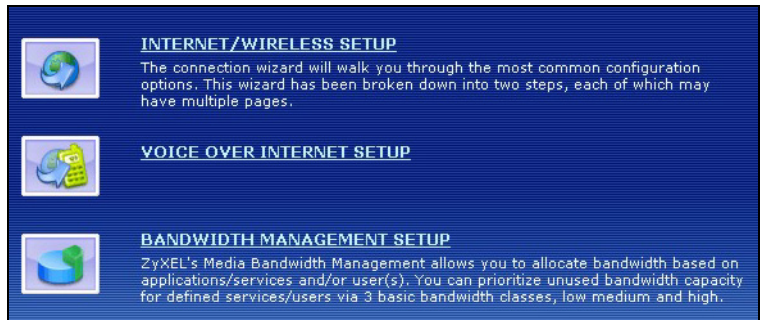 INTERNET/WIRELESS SETUP
The connection wizard will walk you through the most common configuration
options. This wizard has been broken down into two steps, each of which may
have multiple pages.
VOICE OVER INTERNET SETUP
BANDWIDTH MANAGEMENT SETUP
ZyXEL's Media Bandwidth Management allows you to allocate bandwidth based on
applications/services and/or user(s). You can prioritize unused bandwidth capacity
for defined services/users via 3 basic bandwidth classes, low medium and high.